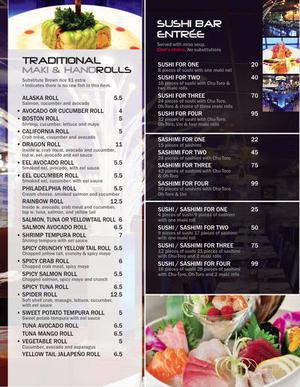 TRADITIONAL
MAKI & HANDROLLS
Substitute Brown rice $1 extra
• Indicates there is no raw fish in this item.
ALASKA ROLL 5.5
Salmon, cucumber and avocado
• AVOCADO OR CUCUMBER ROLL 4
• BOSTON ROLL 5
Shrimp, cucumber, lettuce and mayo
• CALIFORNIA ROLL 5
Crab meat, cucumber and avocado
• DRAGON ROLL 11
Inside: crab meat, avocado and cucumber,
top w. eel, avocado and eel sauce
• EEL AVOCADO ROLL 5.5
Smoked eel, avocado, with eel sauce
• EEL CUCUMBER ROLL 5.5
Smoked eel, cucumber, with eel sauce
PHILADELPHIA ROLL 5.5
Cream cheese, smoked salmon and cucumber
RAINBOW ROLL 12.5
Inside: crab meat, avocado and cucumber,
top w. tuna, salmon, and yellow tail
SALMON, TUNA OR YELLOWTAIL ROLL 6
SALMON AVOCADO ROLL 6.5
• SHRIMP TEMPURA ROLL 7
Shrimp tempura with eel sauce
SPICY CRUNCHY YELLOW TAIL ROLL 5.5
Chopped yellow tail, crunchy & spicy mayo
• SPICY CRAB ROLL 6
Chopped crab meat, spicy mayo
SPICY SALMON ROLL 5.5
Chopped salmon, spicy mayo
SPICY TUNA ROLL 6.5
• SPIDER ROLL 12.5
Soft shell crab, masago, lettuce, cucumber,
with eel sauce
• SWEET POTATO TEMPURA ROLL 5
Sweet potato tempura with eel sauce
TUNA AVOCADO ROLL 6.5
TUNA MANGO ROLL 6.5
• VEGETABLE ROLL 5
Cucumber, avocado and asparagus
YELLOW TAIL JALAPEÑO ROLL 6.5
SUSHI BAR
ENTRÉE
Served with miso soup,
Chef's choice, No substitutions
SUSHI FOR ONE 20
8 pieces of sushi with one maki roll
SUSHI FOR TWO 40
16 pieces of sushi with Chu-Toro &
two maki rolls
SUSHI FOR THREE 70
24 pieces of sushi with Chu-Toro,
Oh-Toro & choice of three maki rolls
SUSHI FOR FOUR 95
32 pieces of sushi with Chu-Toro,
Oh-Toro & Uni
SASHIMI FOR ONE 22
15 pieces of sashimi
SASHIMI FOR TWO 45
28 pieces of sashimi with Chu-Toro
SASHIMI FOR THREE 75
42 pieces of sashimi with Chu-Toro &
Oh-Toro
SASHIMI FOR FOUR 99
56 pieces of sashimi with Chu-Toro,
Oh-Toro and Uni
SUSHI / SASHIMI FOR ONE 25
4 pieces of sushi 9 pieces of sashimi
with one maki roll
SUSHI / SASHIMI FOR TWO 50
8 pieces of sushi 17 pieces of sashimi
with one maki roll
SUSHI / SASHIMI FOR THREE 75
12 pieces of sushi 21 pieces of sashimi
with Chu-Toro and 2 maki rolls
SUSHI / SASHIMI FOR FOUR 99
16 pieces of sushi 28 pieces of sashimi
with Chu-Toro, Oh-Toro and 2 maki rolls